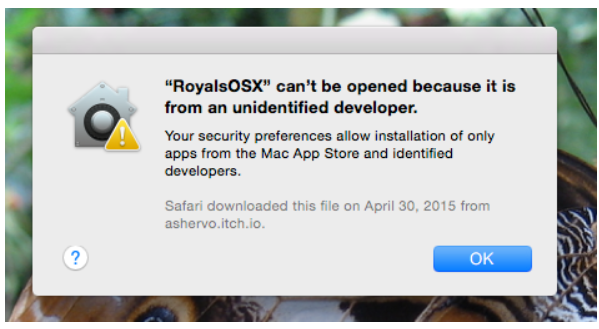 “RoyalsOSX” can’t be opened because it is
from an unidentified developer.
Your security preferences allow installation of only
apps from the Mac App Store and identified
developers.
Safari downloaded this file on April 30, 2015 from
ashervo.itch.io.
?
OK